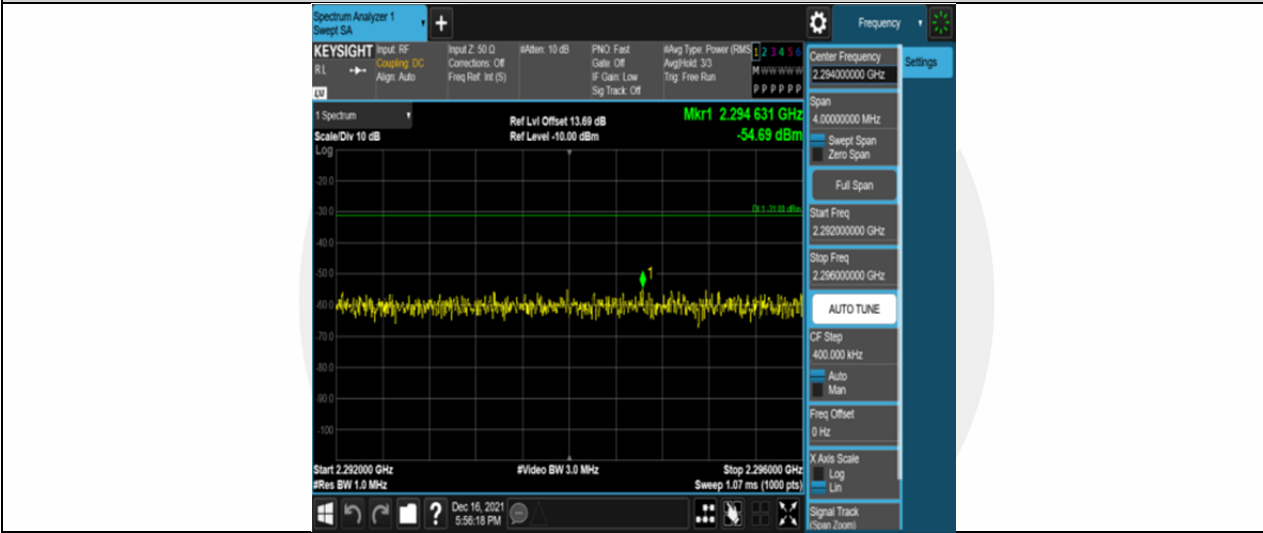 Spectrum Analyzer 1
Swept SA
+
Frequency
KEYSIGHT
RL
LV
Input: RF
Coupling: DC
Align: Auto
Input Z: 50 Ω
Corrections: Off
Freq Ref: Int (S)
#Atten: 10 dB
PNO: Fast
Gate: Off
IF Gain: Low
Sig Track: Off
#Avg Type: Power (RMS
Avg|Hold: 3/3
Trig: Free Run
1 2 3 4 5 6
M W W W W W
P P P P P P
1 Spectrum
Scale/Div 10 dB
Log
Ref Lvl Offset 13.69 dB
Ref Level -10.00 dBm
Mkr1 2.294 631 GHz
-54.69 dBm
-20.0
-30.0
-40.0
-50.0
-60.0
-70.0
-80.0
-90.0
-100
1
Start 2.292000 GHz
#Res BW 1.0 MHz
#Video BW 3.0 MHz
Stop 2.296000 GHz
Sweep 1.07 ms (1000 pts)
?
Dec 16, 2021
5:56:18 PM
Center Frequency
2.294000000 GHz
Settings
Span
4.00000000 MHz
Swept Span
Zero Span
Full Span
Start Freq
2.292000000 GHz
Stop Freq
2.296000000 GHz
AUTO TUNE
CF Step
400.000 kHz
Auto
Man
Freq Offset
0 Hz
X Axis Scale
Log
Lin
Signal Track
(Span Zoom)